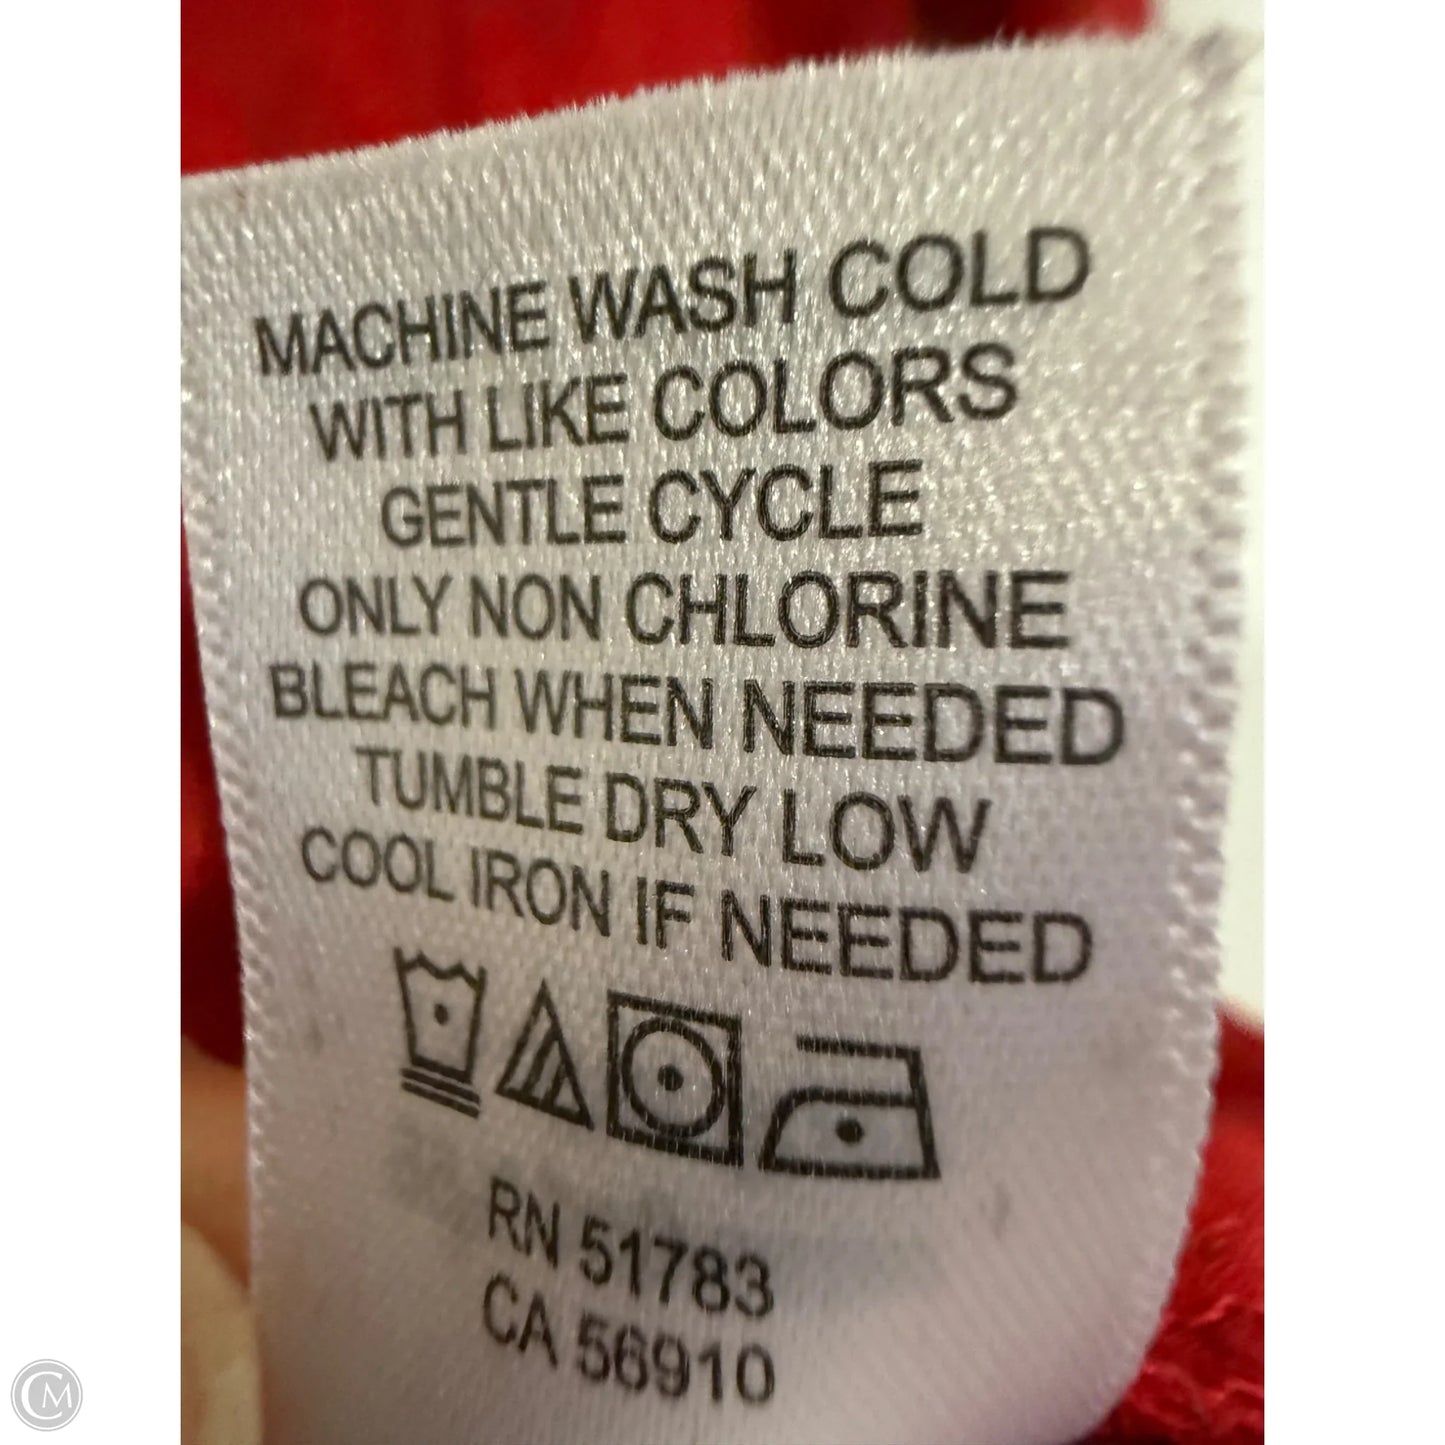 MACHINE WASH COLD
WITH LIKE COLORS
GENTLE CYCLE
ONLY NON CHLORINE
BLEACH WHEN NEEDED
TUMBLE DRY LOW
COOL IRON IF NEEDED
RN 51783
CA 56910
CM